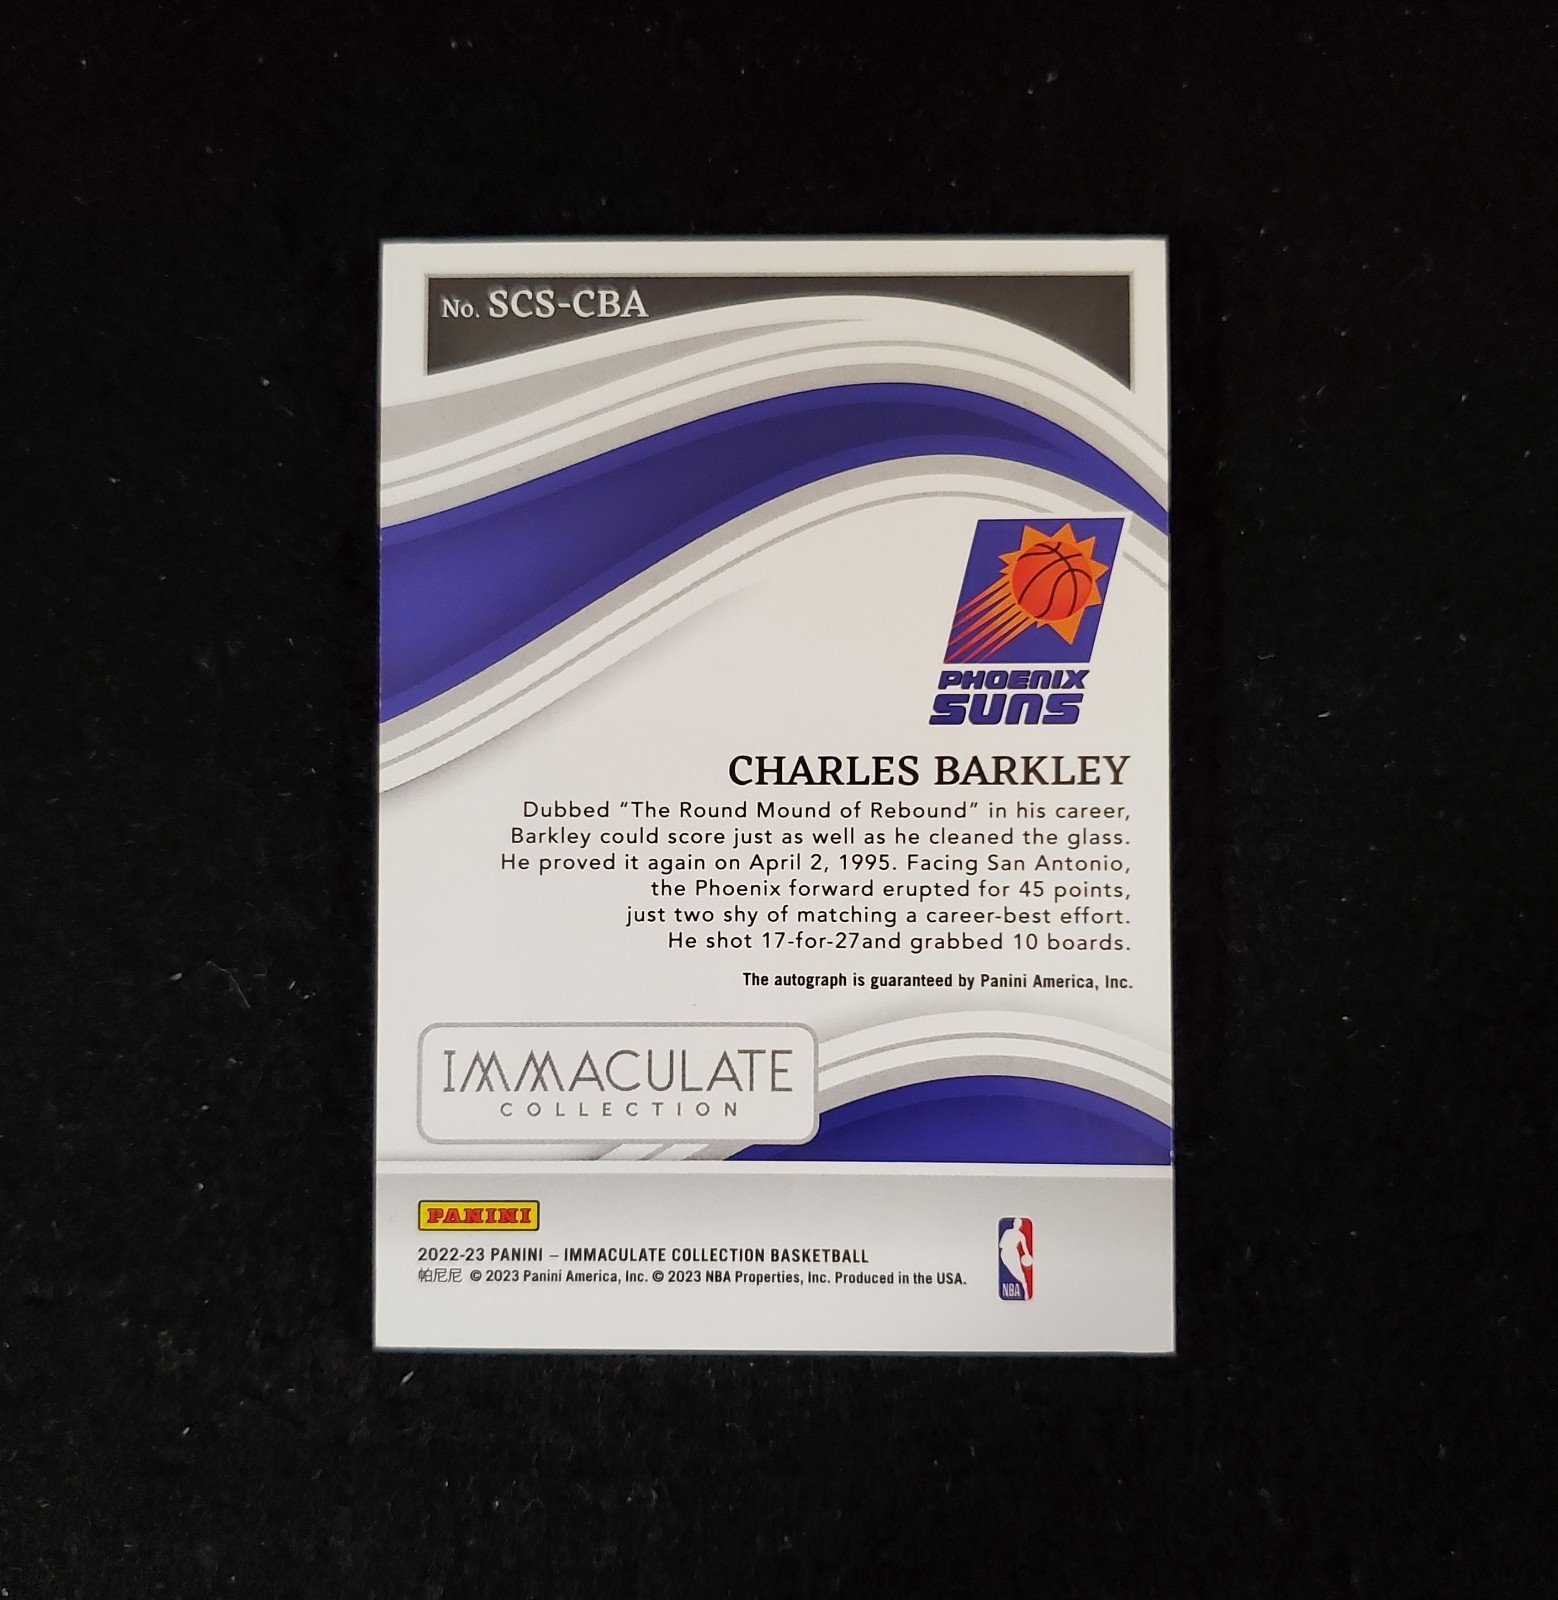 No. SCS-CBA
PHOENIX
SUNS
CHARLES BARKLEY
Dubbed “The Round Mound of Rebound” in his career,
Barkley could score just as well as he cleaned the glass.
He proved it again on April 2, 1995. Facing San Antonio,
the Phoenix forward erupted for 45 points,
just two shy of matching a career-best effort.
He shot 17-for-27and grabbed 10 boards.
The autograph is guaranteed by Panini America, Inc.
IMMACULATE
COLLECTION
PANINI
2022-23 PANINI – IMMACULATE COLLECTION BASKETBALL
帕尼尼 © 2023 Panini America, Inc. © 2023 NBA Properties, Inc. Produced in the USA.
NBA